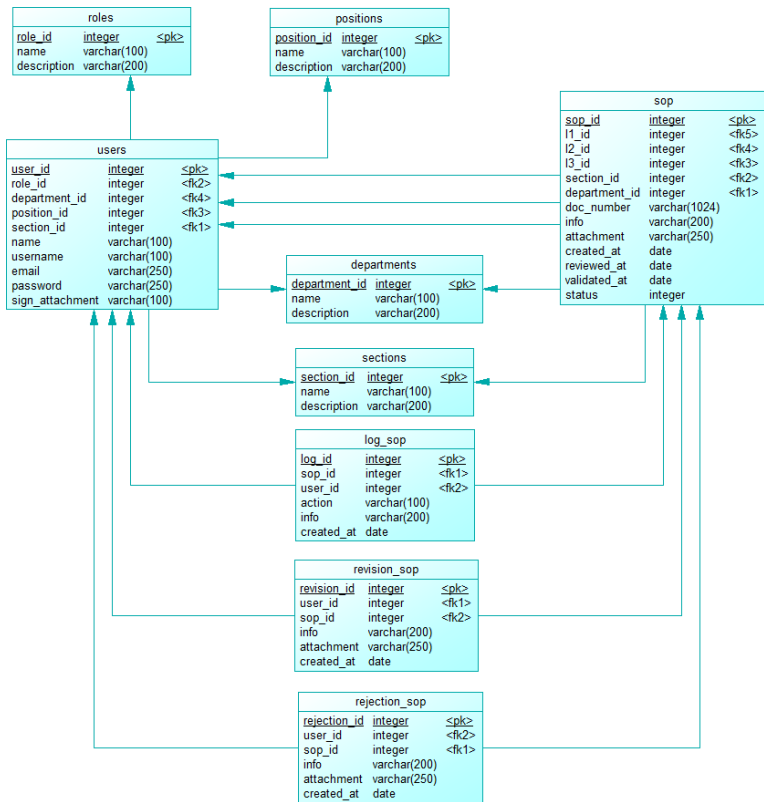 roles
role_id integer <pk>
name varchar(100)
description varchar(200)
positions
position_id integer <pk>
name varchar(100)
description varchar(200)
users
user_id integer <pk>
role_id integer <fk2>
department_id integer <fk4>
position_id integer <fk3>
section_id integer <fk1>
name varchar(100)
username varchar(100)
email varchar(250)
password varchar(250)
sign_attachment varchar(100)
sop
sop_id integer <pk>
l1_id integer <fk5>
l2_id integer <fk4>
l3_id integer <fk3>
section_id integer <fk2>
department_id integer <fk1>
doc_number varchar(1024)
info varchar(200)
attachment varchar(250)
created_at date
reviewed_at date
validated_at date
status integer
departments
department_id integer <pk>
name varchar(100)
description varchar(200)
sections
section_id integer <pk>
name varchar(100)
description varchar(200)
log_sop
log_id integer <pk>
sop_id integer <fk1>
user_id integer <fk2>
action varchar(100)
info varchar(200)
created_at date
revision_sop
revision_id integer <pk>
user_id integer <fk1>
sop_id integer <fk2>
info varchar(200)
attachment varchar(250)
created_at date
rejection_sop
rejection_id integer <pk>
user_id integer <fk2>
sop_id integer <fk1>
info varchar(200)
attachment varchar(250)
created_at date